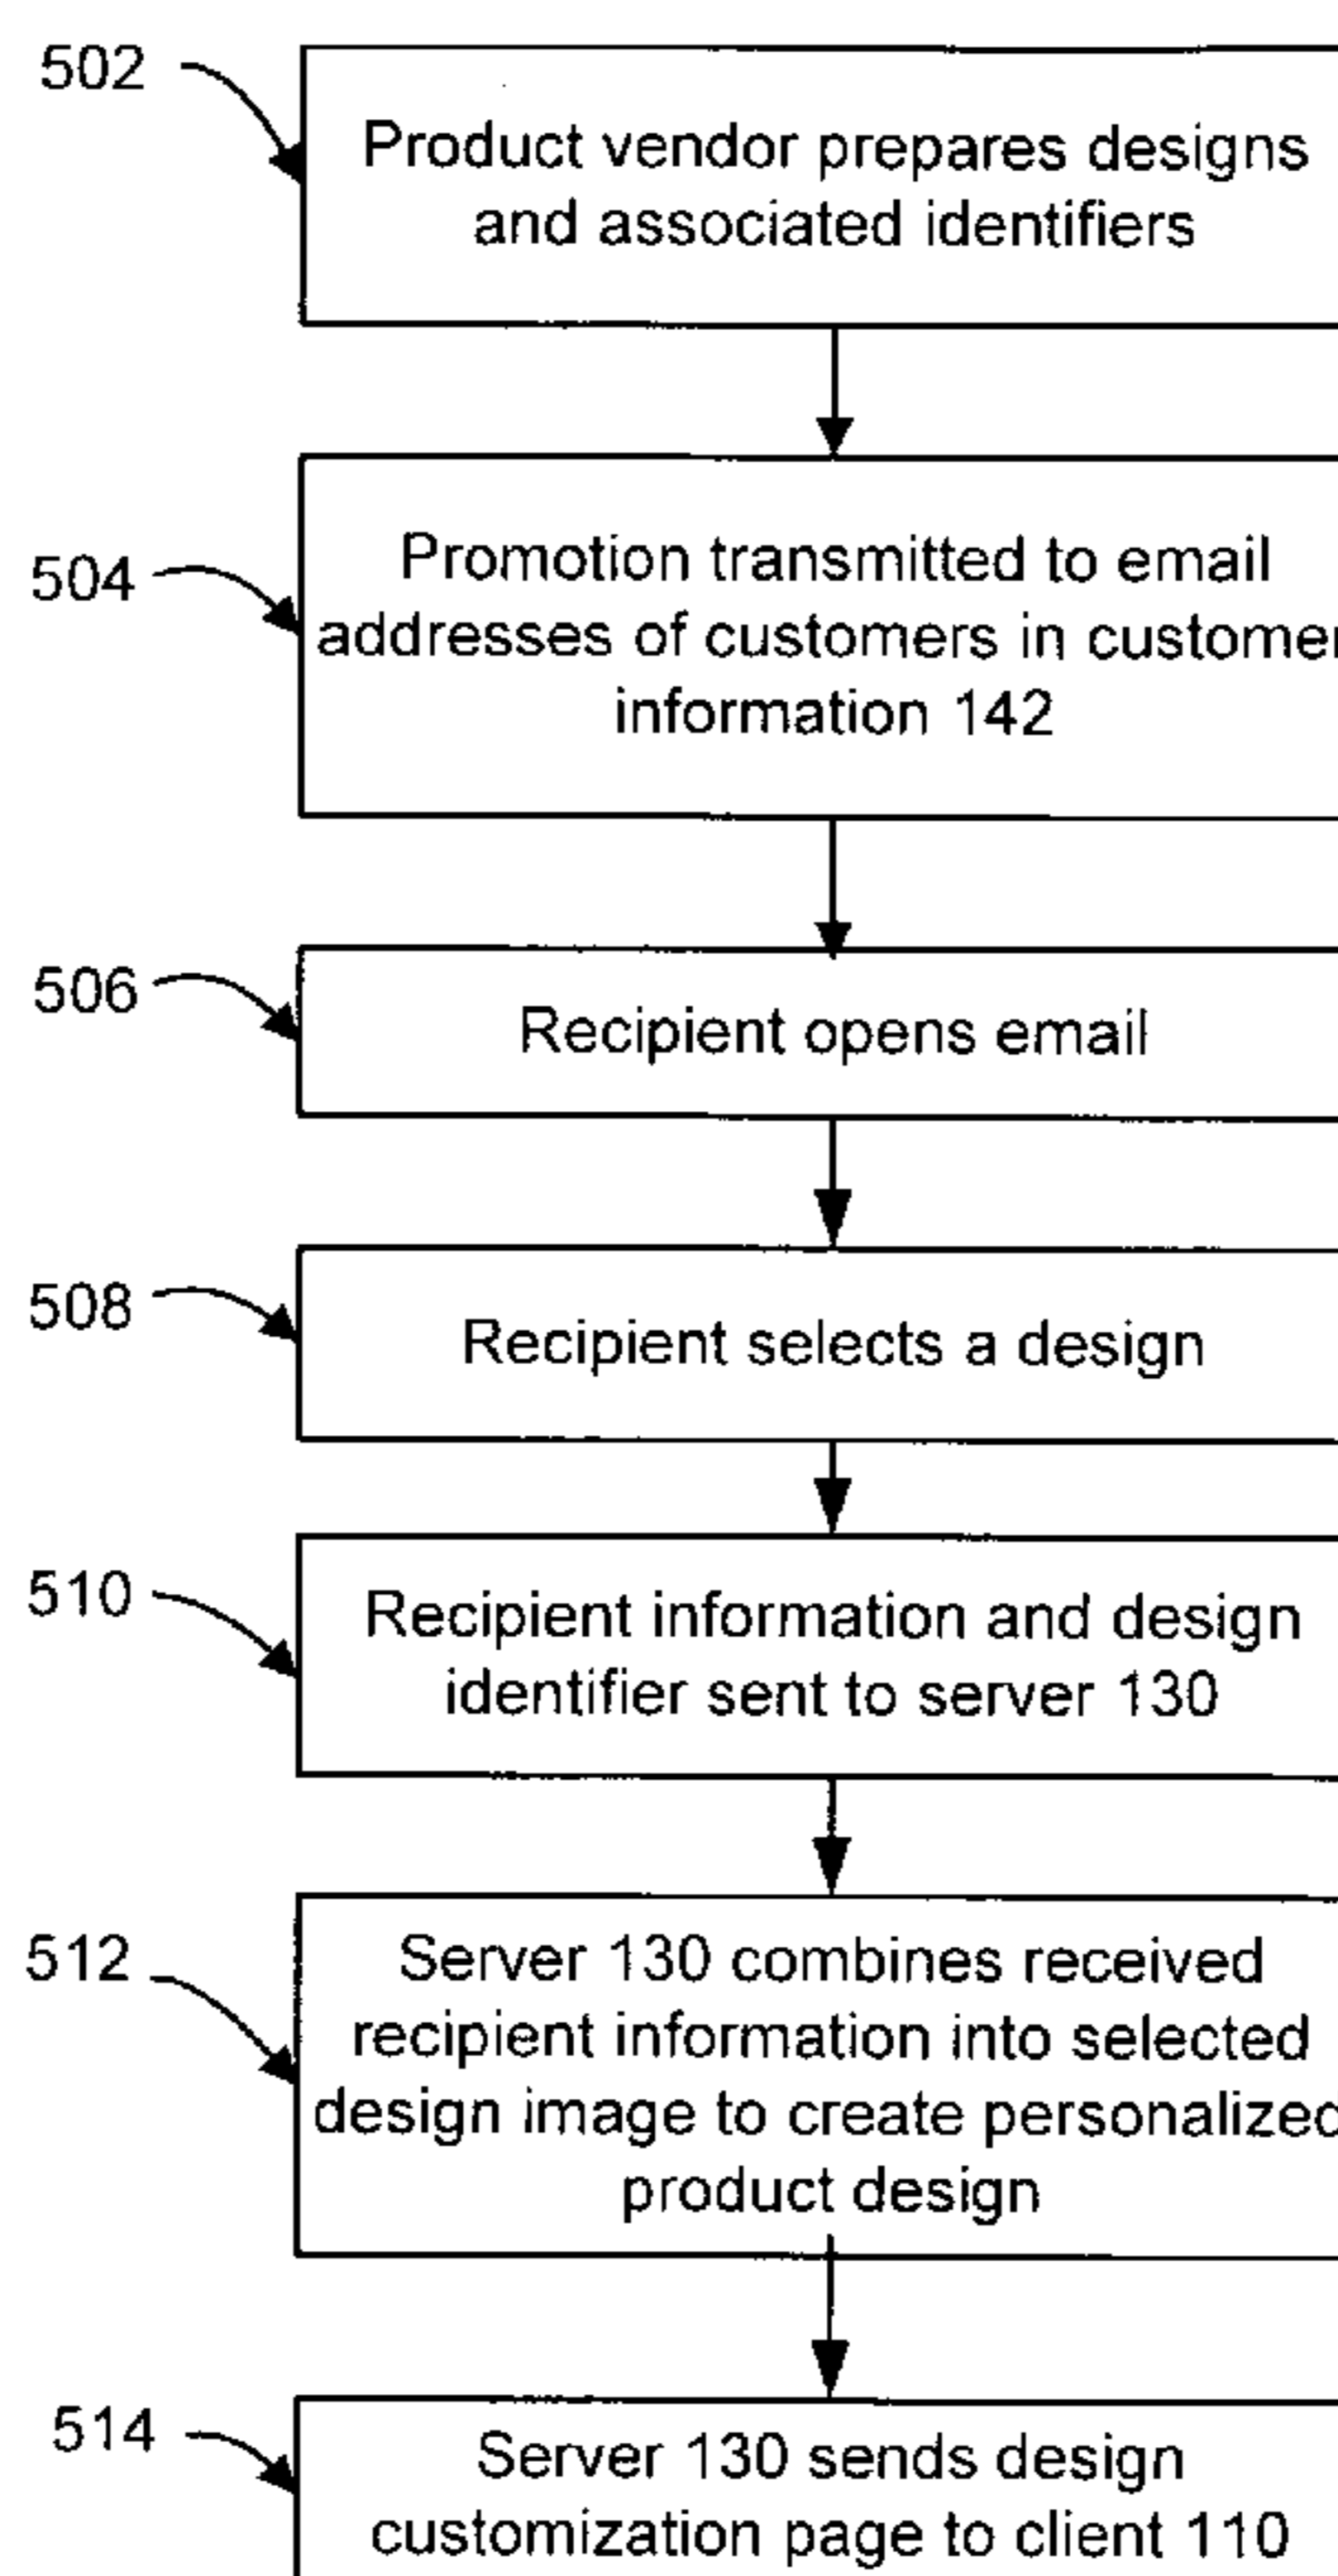 502
Product vendor prepares designs
and associated identifiers
504
Promotion transmitted to email
addresses of customers in customer
information 142
506
Recipient opens email
508
Recipient selects a design
510
Recipient information and design
identifier sent to server 130
512
Server 130 combines received
recipient information into selected
design image to create personalized
product design
514
Server 130 sends design
customization page to client 110